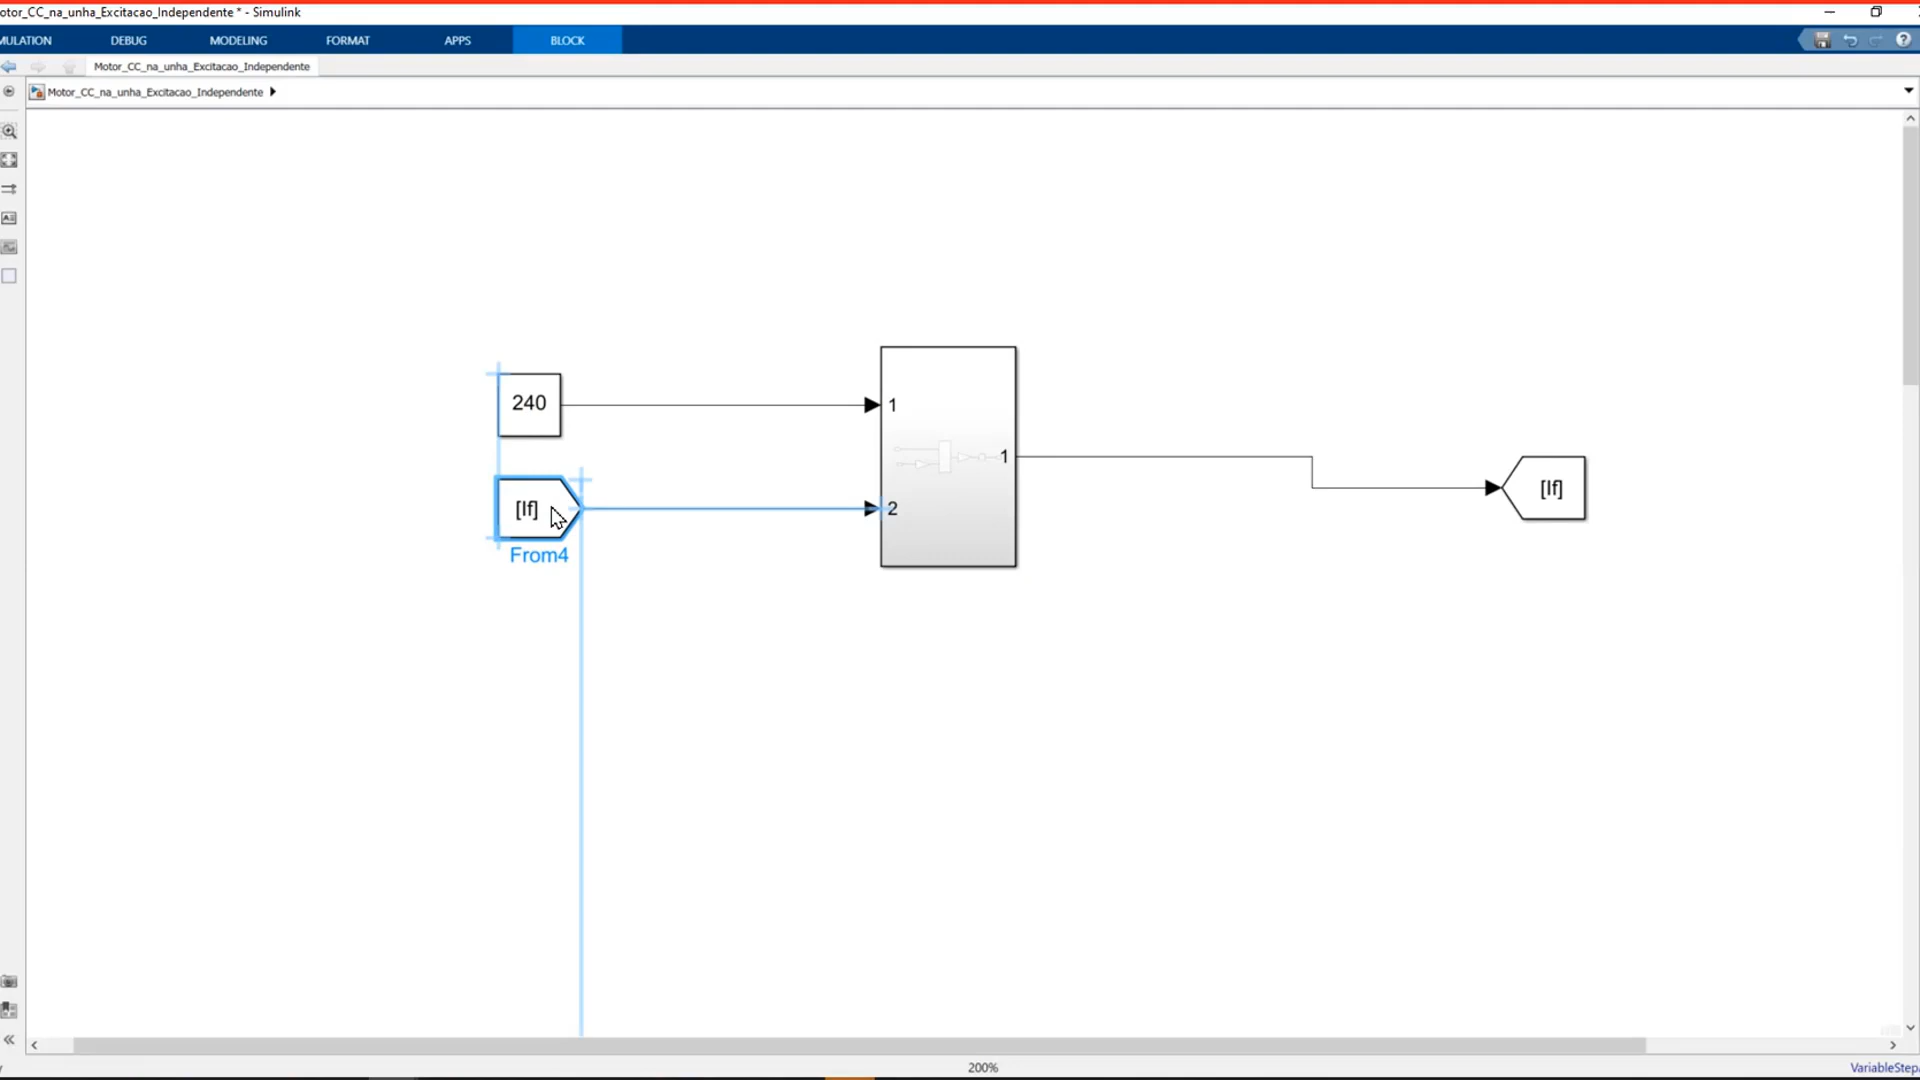 otor_CC_na_unha_Excitacao_Independente * - Simulink
MULATION DEBUG MODELING FORMAT APPS BLOCK
Motor_CC_na_unha_Excitacao_Independente
Motor_CC_na_unha_Excitacao_Independente
240
1
1
[If]
[If]
2
From4
200%
VariableStep